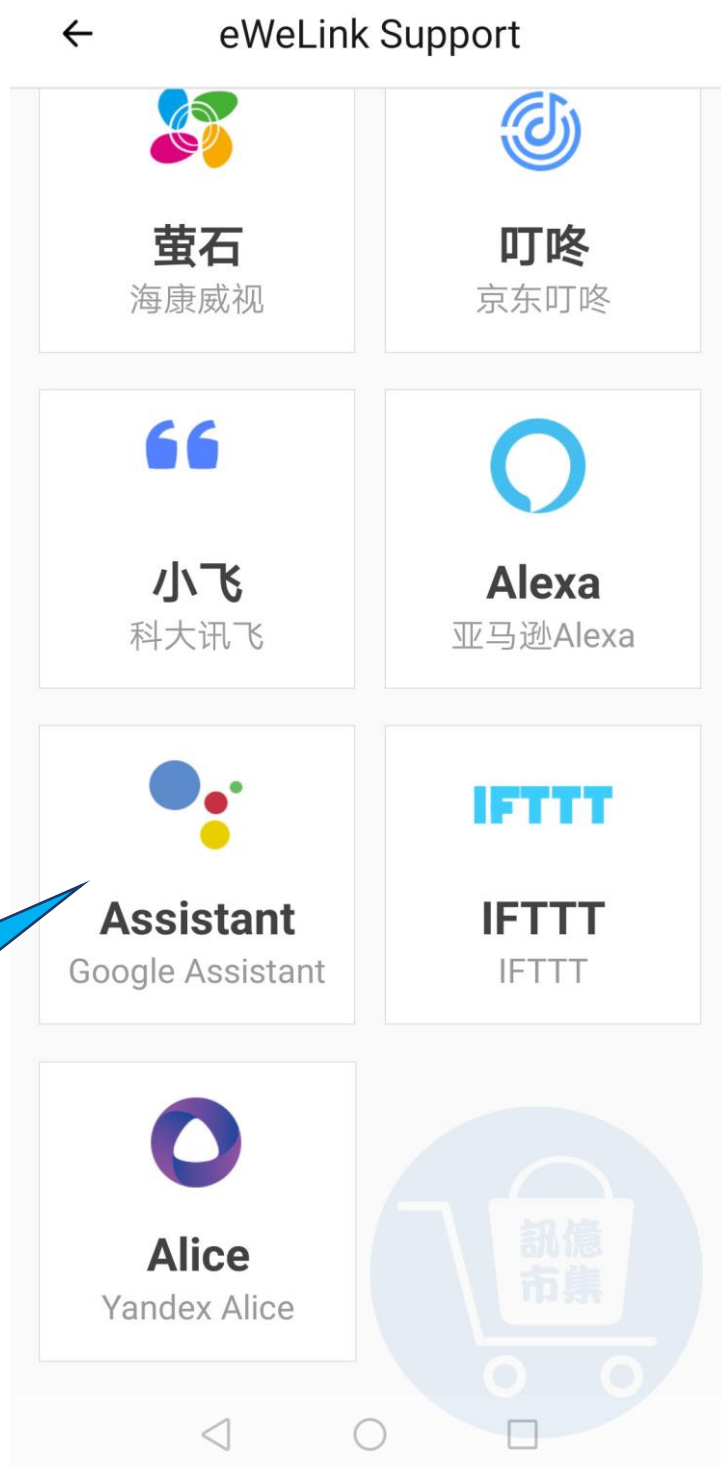 eWeLink Support
萤石
海康威视
叮咚
京东叮咚
小飞
科大讯飞
Alexa
亚马逊Alexa
Assistant
Google Assistant
IFTTT
IFTTT
IFTTT
Alice
Yandex Alice
訊億
市集